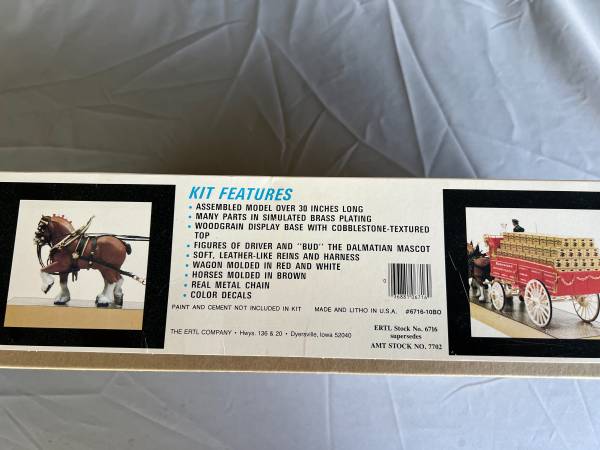 KIT FEATURES
• ASSEMBLED MODEL OVER 30 INCHES LONG
• MANY PARTS IN SIMULATED BRASS PLATING
• WOODGRAIN DISPLAY BASE WITH COBBLESTONE-TEXTURED
TOP
• FIGURES OF DRIVER AND "BUD" THE DALMATIAN MASCOT
• SOFT, LEATHER-LIKE REINS AND HARNESS
• WAGON MOLDED IN RED AND WHITE
• HORSES MOLDED IN BROWN
• REAL METAL CHAIN
• COLOR DECALS
PAINT AND CEMENT NOT INCLUDED IN KIT MADE AND LITHO IN U.S.A. #6716-10BO
THE ERTL COMPANY • Hwys. 136 & 20 • Dyersville, Iowa 52040
ERTL Stock No. 6716
supersedes
AMT STOCK NO. 7702